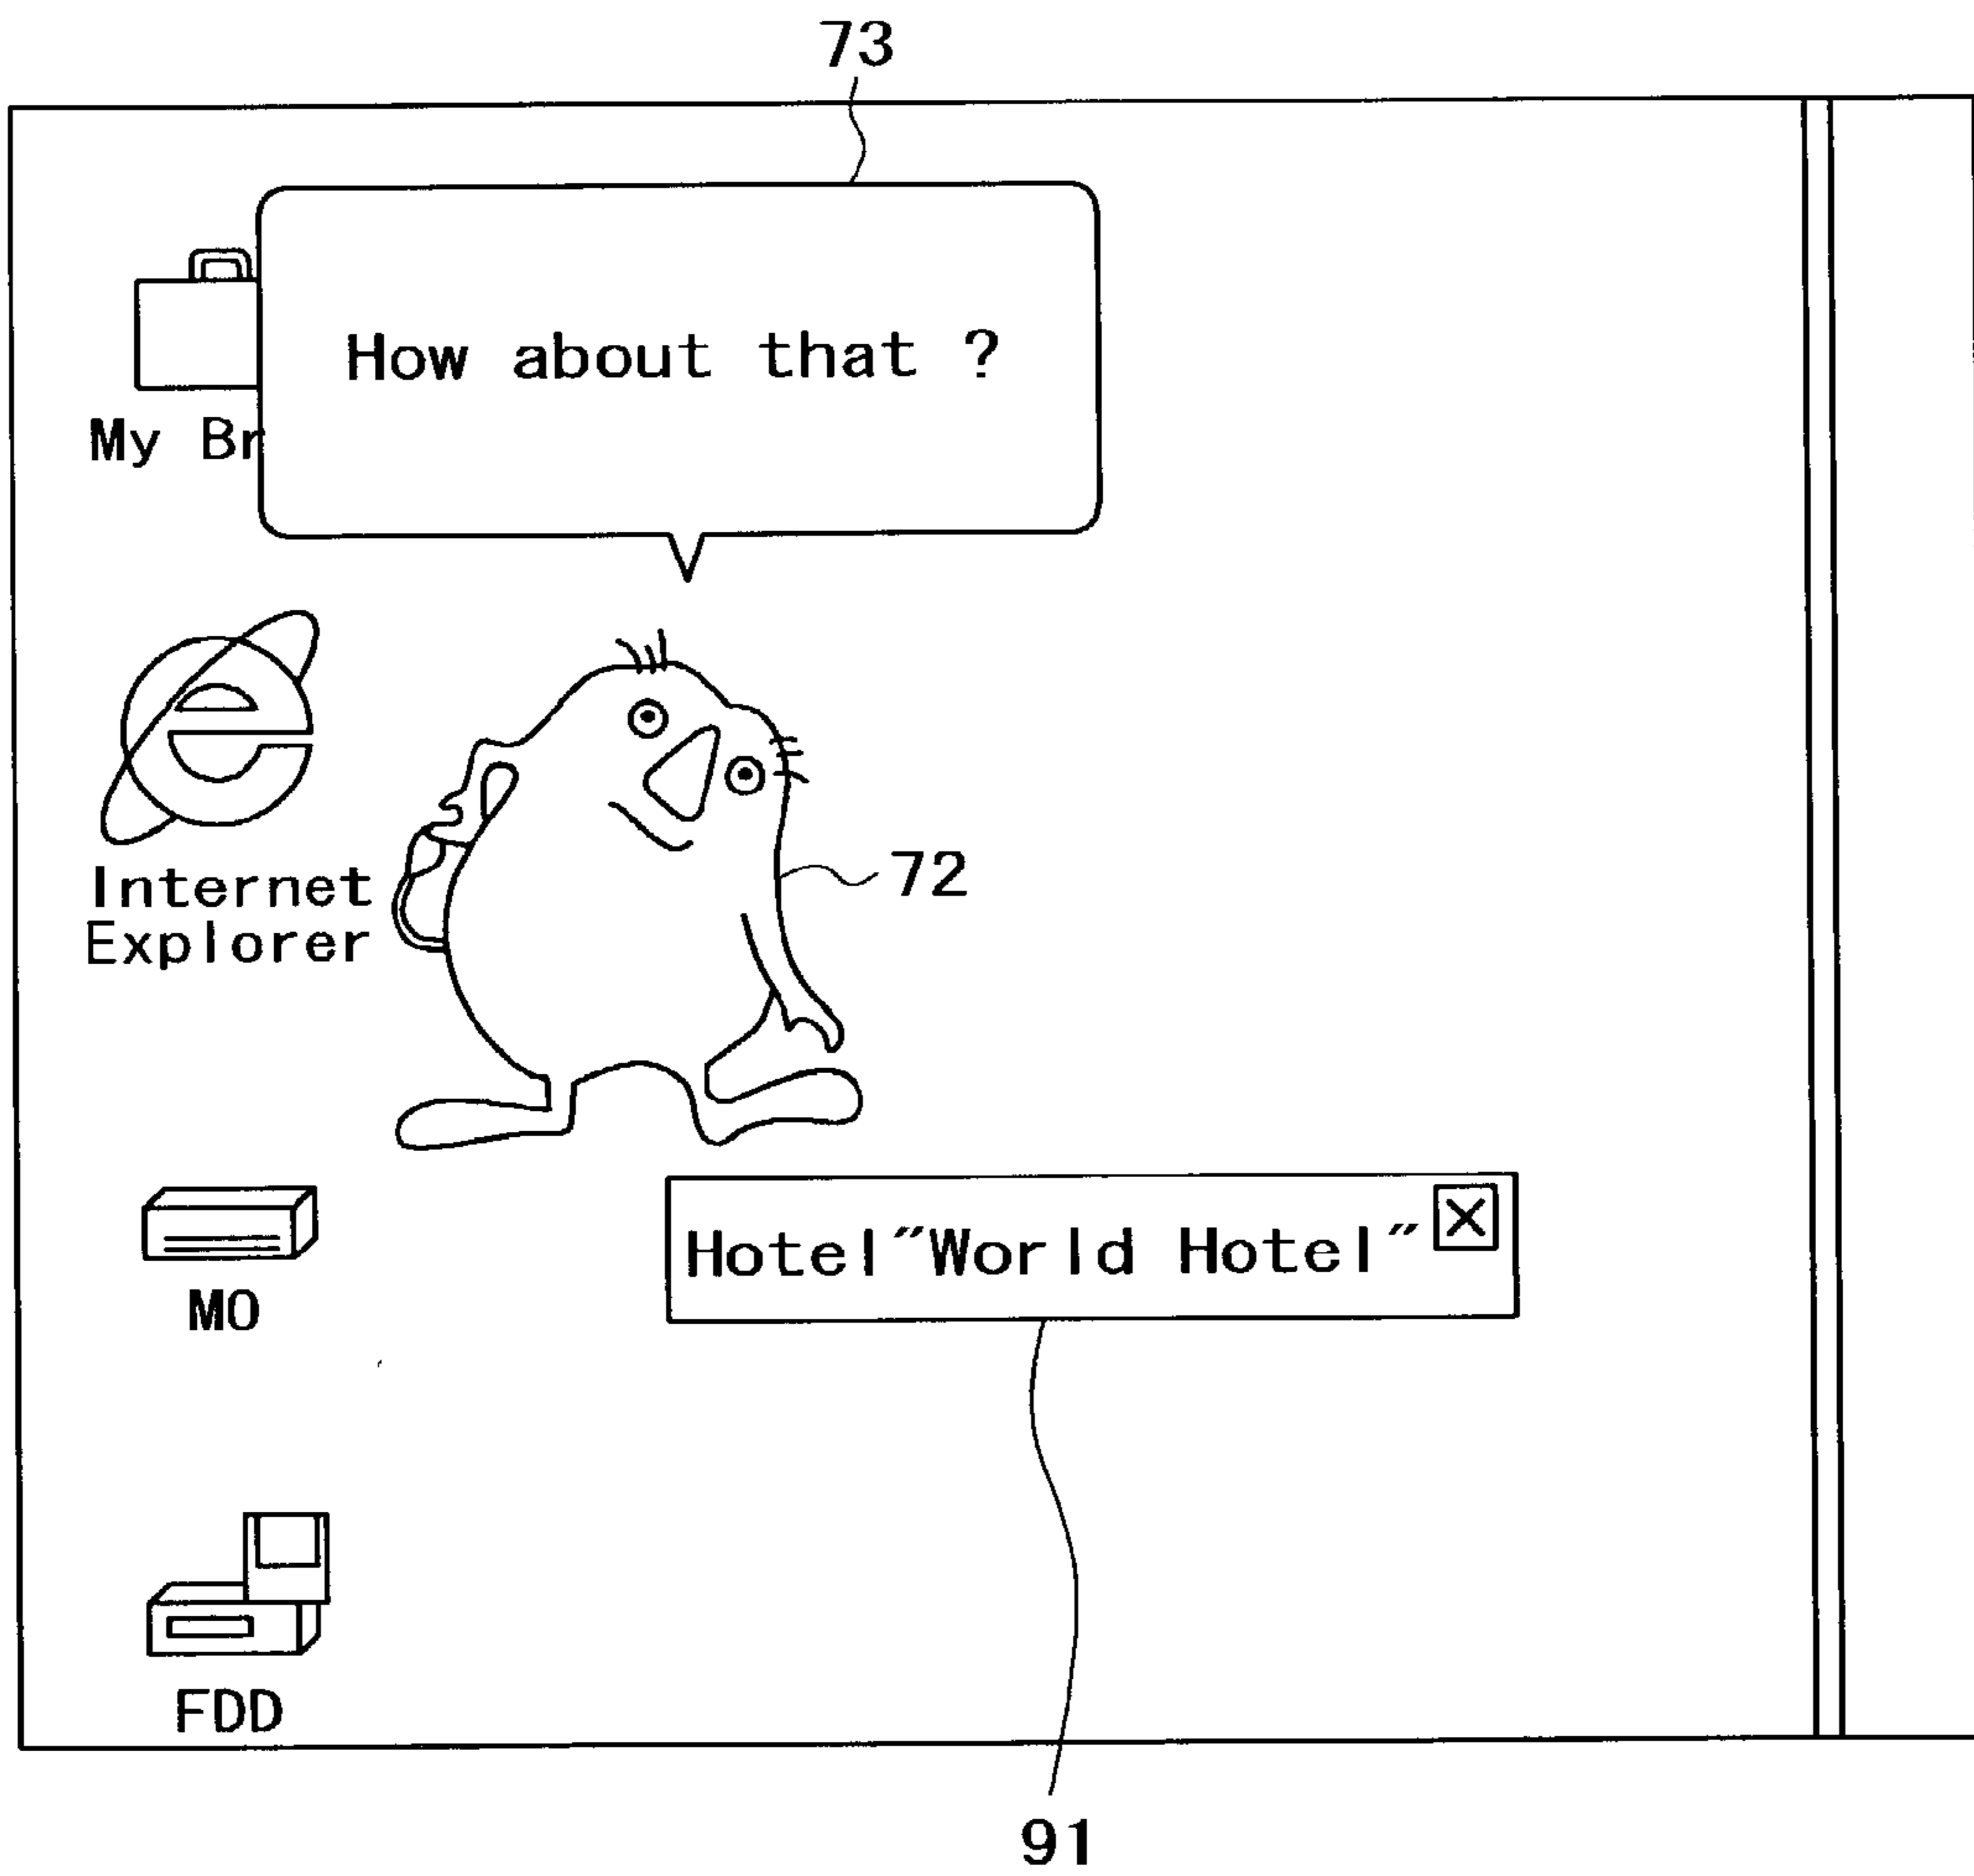 73
How about that ?
My Br
Internet
Explorer
72
Hotel"World Hotel"
MO
FDD
91